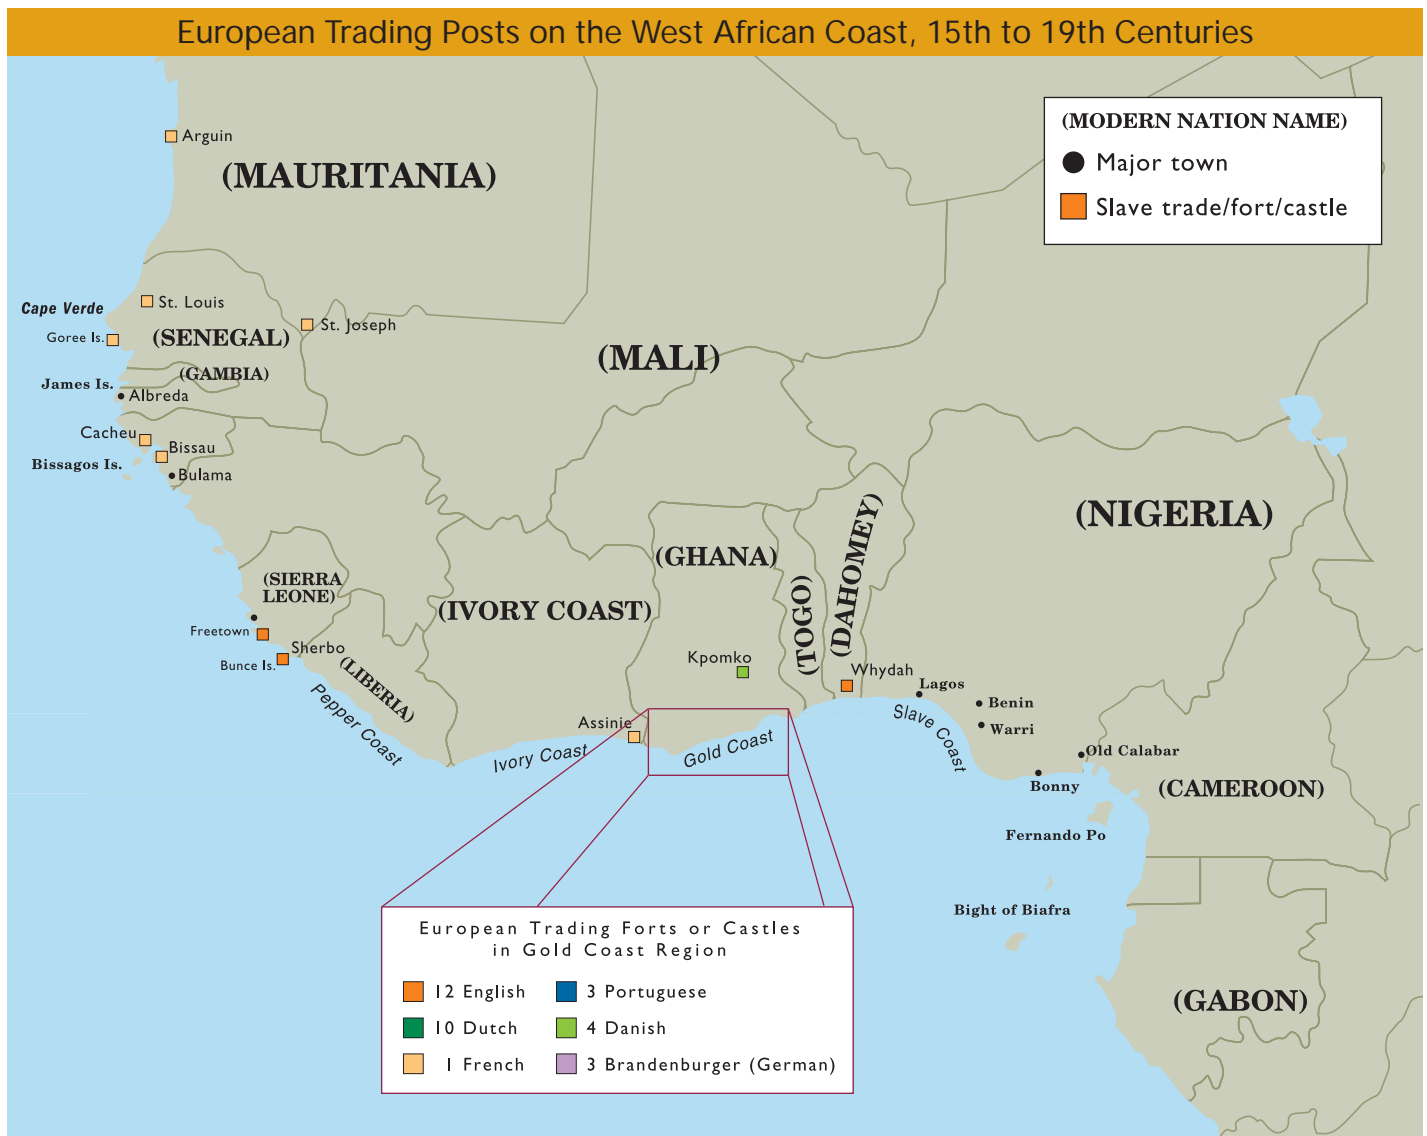 European Trading Posts on the West African Coast, 15th to 19th Centuries
(MODERN NATION NAME)
Major town
Slave trade/fort/castle
Arguin
(MAURITANIA)
Cape Verde
St. Louis
St. Joseph
Goree Is.
(SENEGAL)
(MALI)
(GAMBIA)
James Is.
Albreda
Cacheu
Bissau
Bissagos Is.
Bulama
(NIGERIA)
(GHANA)
(DAHOMEY)
(TOGO)
(SIERRA
LEONE)
(IVORY COAST)
Freetown
Sherbo
Bunce Is.
(LIBERIA)
Kpomko
Whydah
Lagos
Benin
Warri
Pepper Coast
Assinie
Ivory Coast
Gold Coast
Slave Coast
Old Calabar
Bonny
(CAMEROON)
Fernando Po
Bight of Biafra
(GABON)
European Trading Forts or Castles
in Gold Coast Region
12 English
3 Portuguese
10 Dutch
4 Danish
1 French
3 Brandenburger (German)